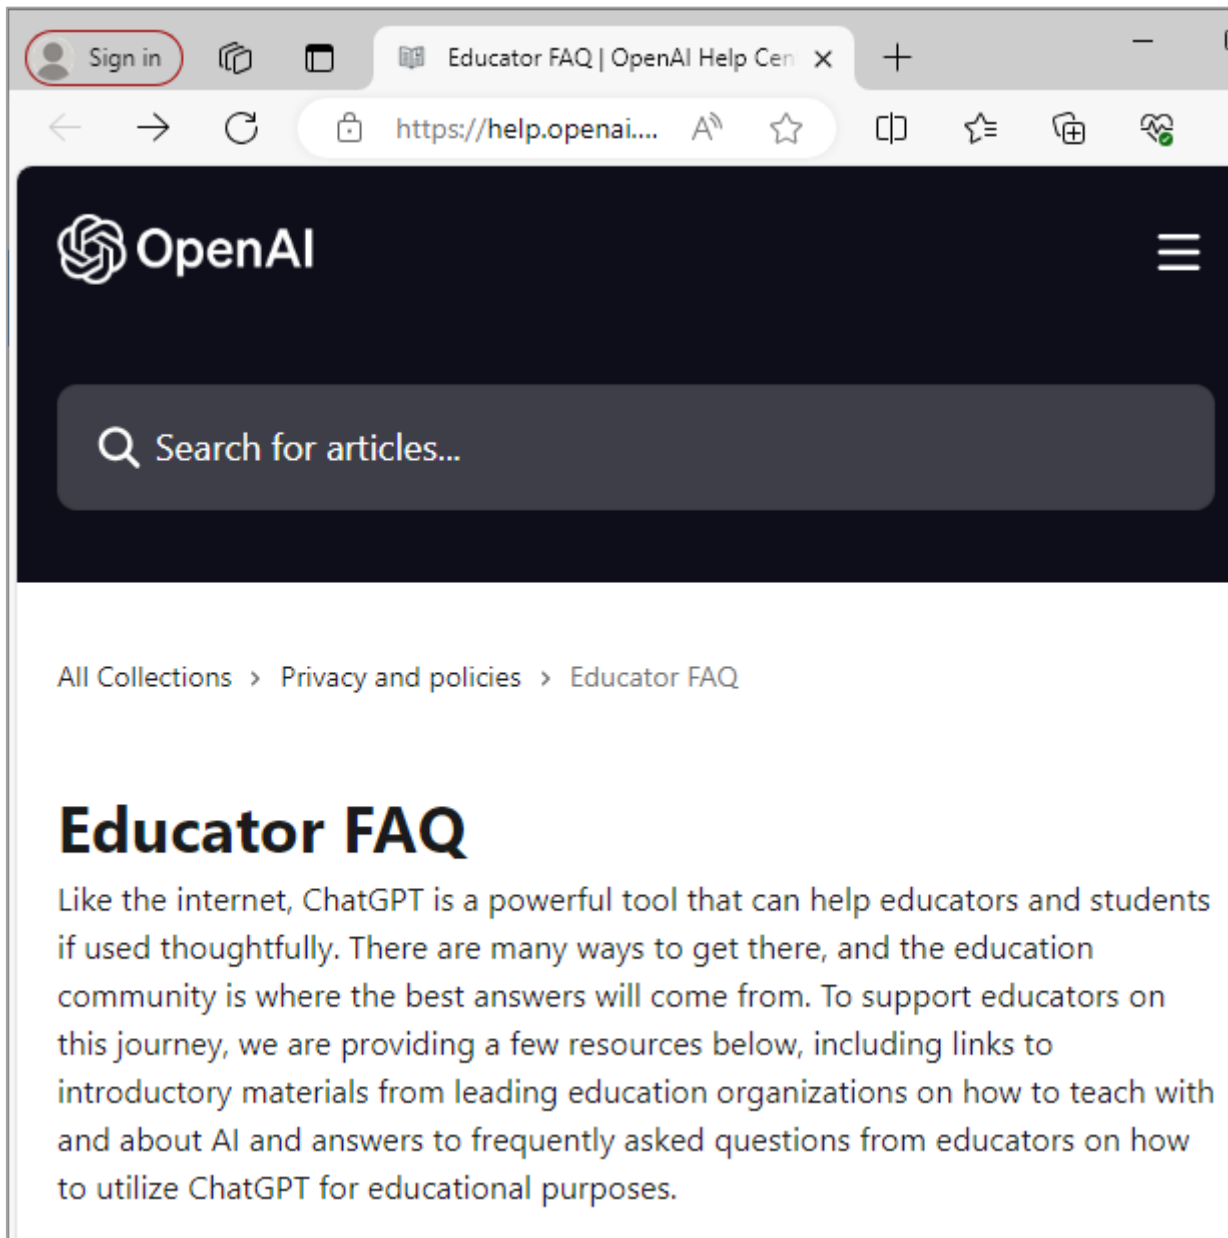 Sign in
Educator FAQ | OpenAI Help Cen
https://help.openai....
OpenAI
Search for articles...
All Collections > Privacy and policies > Educator FAQ
Educator FAQ
Like the internet, ChatGPT is a powerful tool that can help educators and students
if used thoughtfully. There are many ways to get there, and the education
community is where the best answers will come from. To support educators on
this journey, we are providing a few resources below, including links to
introductory materials from leading education organizations on how to teach with
and about AI and answers to frequently asked questions from educators on how
to utilize ChatGPT for educational purposes.